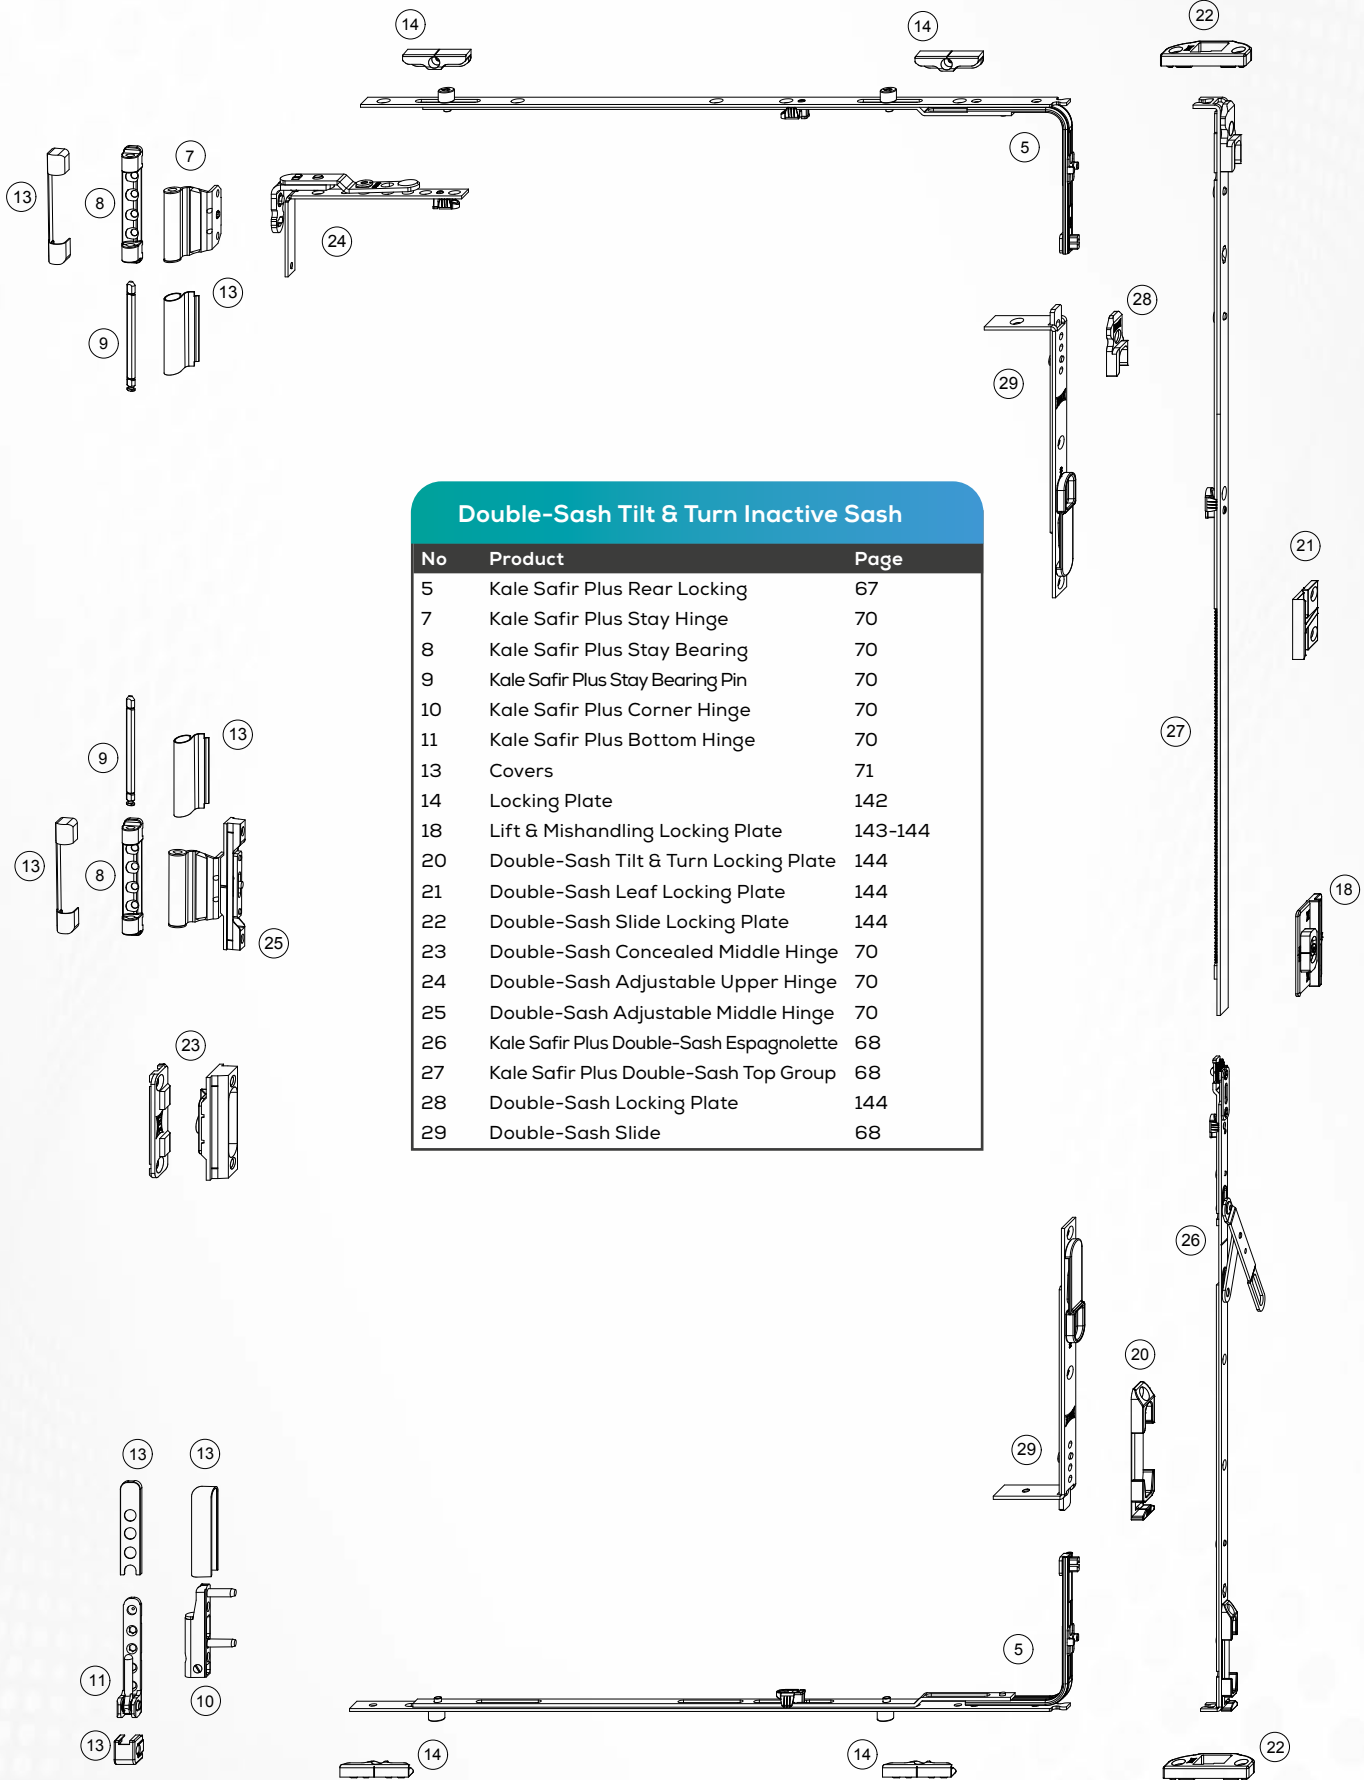 14
14
22
7
13
8
5
24
13
9
28
29
Double-Sash Tilt & Turn Inactive Sash
No Product Page
5 Kale Safir Plus Rear Locking 67
7 Kale Safir Plus Stay Hinge 70
8 Kale Safir Plus Stay Bearing 70
9 Kale Safir Plus Stay Bearing Pin 70
10 Kale Safir Plus Corner Hinge 70
11 Kale Safir Plus Bottom Hinge 70
13 Covers 71
14 Locking Plate 142
18 Lift & Mishandling Locking Plate 143-144
20 Double-Sash Tilt & Turn Locking Plate 144
21 Double-Sash Leaf Locking Plate 144
22 Double-Sash Slide Locking Plate 144
23 Double-Sash Concealed Middle Hinge 70
24 Double-Sash Adjustable Upper Hinge 70
25 Double-Sash Adjustable Middle Hinge 70
26 Kale Safir Plus Double-Sash Espagnolette 68
27 Kale Safir Plus Double-Sash Top Group 68
28 Double-Sash Locking Plate 144
29 Double-Sash Slide 68
21
27
13
9
13
8
18
25
23
26
20
29
13
13
5
11
10
13
14
14
22